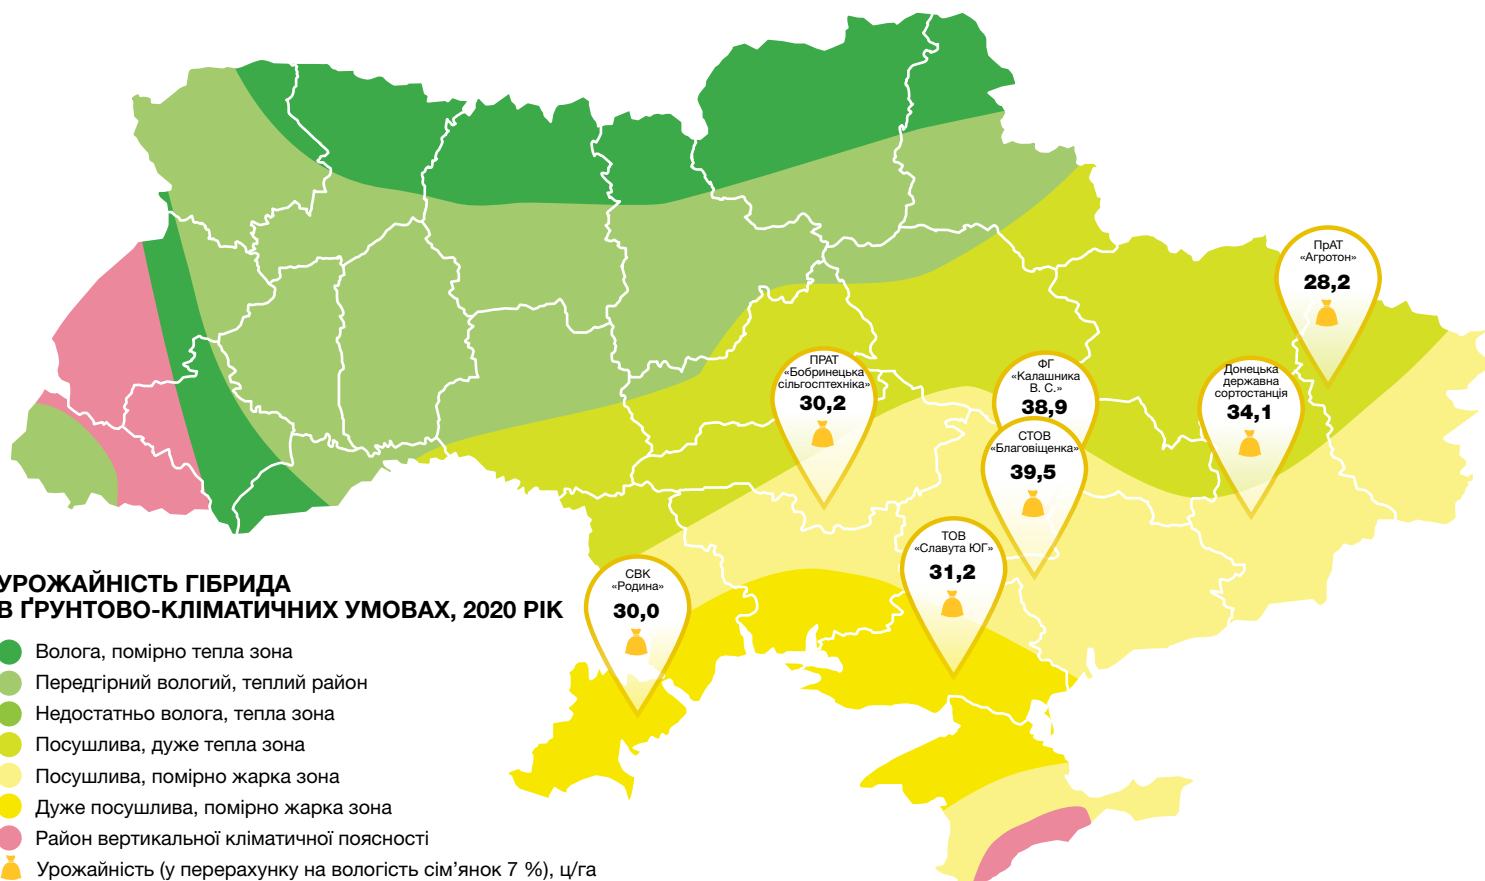 ПрАТ
«Агротон»
28,2
ПРАТ
«Бобринецька
сільгосптехніка»
30,2
ФГ
«Калашника
В. С.»
38,9
Донецька
державна
сортостанція
34,1
СТОВ
«Благовіщенка»
39,5
ТОВ
«Славута ЮГ»
31,2
СВК
«Родина»
30,0
УРОЖАЙНІСТЬ ГІБРИДА
В ҐРУНТОВО-КЛІМАТИЧНИХ УМОВАХ, 2020 РІК
Волога, помірно тепла зона
Передгірний вологий, теплий район
Недостатньо волога, тепла зона
Посушлива, дуже тепла зона
Посушлива, помірно жарка зона
Дуже посушлива, помірно жарка зона
Район вертикальної кліматичної поясності
Урожайність (у перерахунку на вологість сім’янок 7 %), ц/га